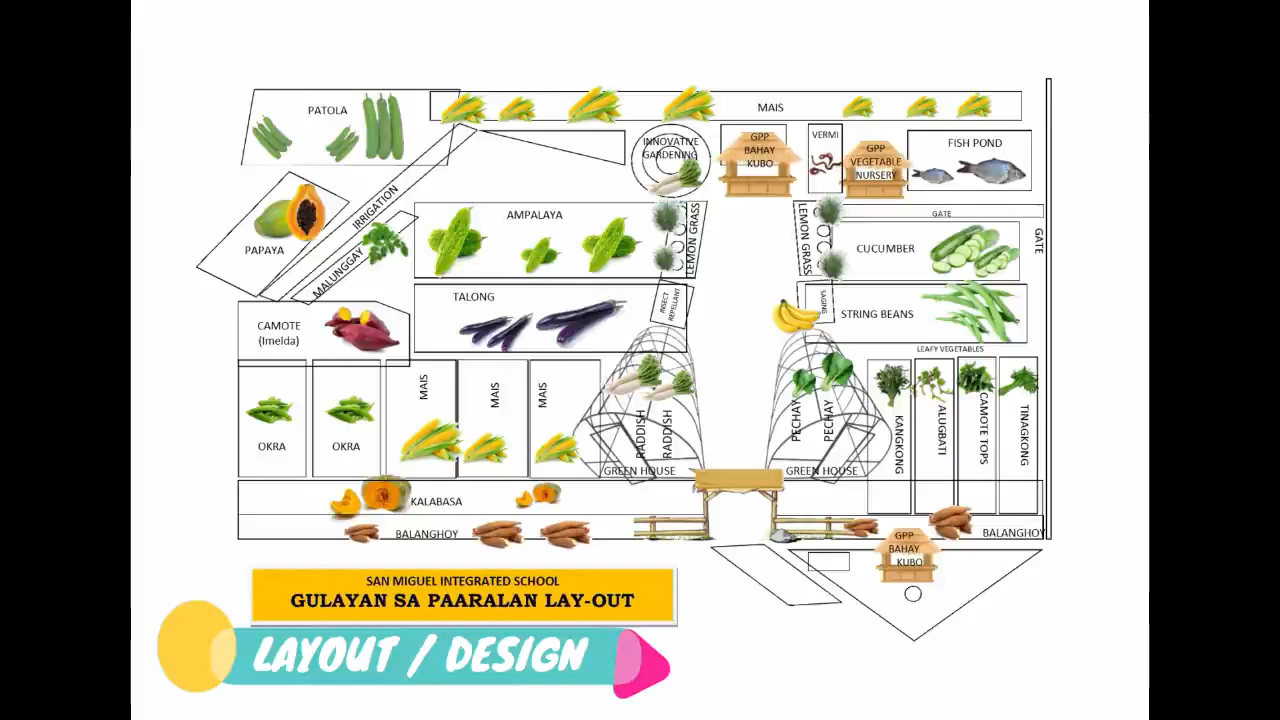 PATOLA
MAIS
INNOVATIVE
GARDENING
GPP
BAHAY
KUBO
VERMI
GPP
VEGETABLE
NURSERY
FISH POND
PAPAYA
IRRIGATION
MALUNGGAY
AMPALAYA
LEMON GRASS
LEMON GRASS
GATE
GATE
CUCUMBER
TALONG
INSECT
REPELLANT
SAGING
STRING BEANS
CAMOTE
(Imelda)
LEAFY VEGETABLES
OKRA
OKRA
MAIS
MAIS
MAIS
RADDISH
RADDISH
GREEN HOUSE
PECHAY
PECHAY
GREEN HOUSE
KANGKONG
ALUGBATI
CAMOTE TOPS
TINAGKONG
KALABASA
BALANGHOY
BALANGHOY
GPP
BAHAY
KUBO
SAN MIGUEL INTEGRATED SCHOOL
GULAYAN SA PAARALAN LAY-OUT
LAYOUT / DESIGN